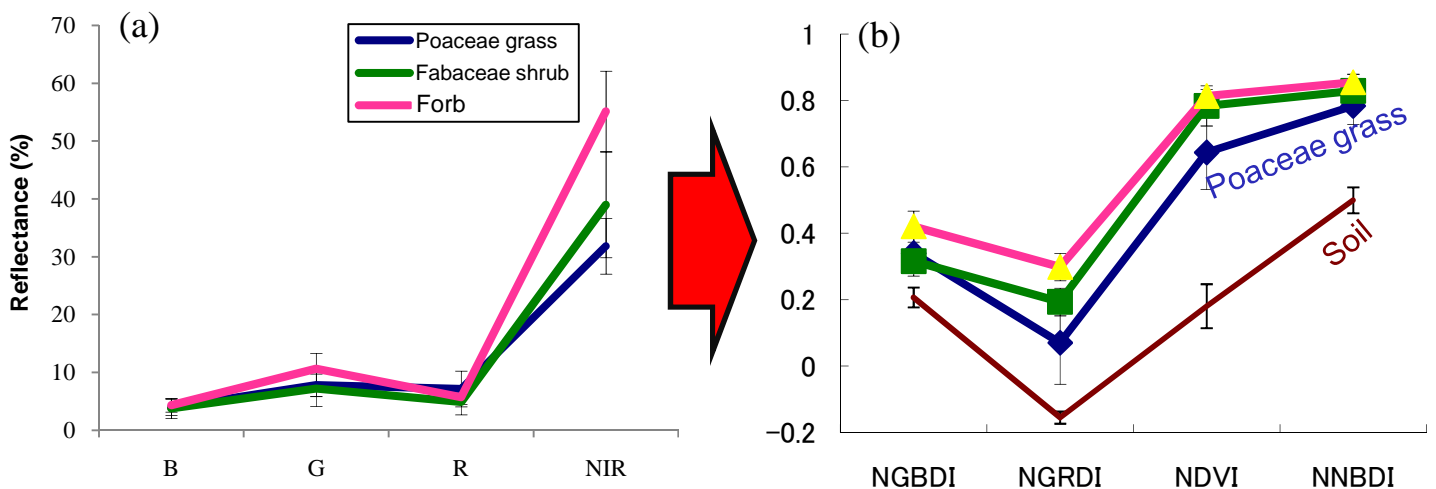 (a)
Reflectance (%)
70
60
50
40
30
20
10
0
B G R NIR
Poaceae grass
Fabaceae shrub
Forb
(b)
1
0.8
0.6
0.4
0.2
0
-0.2
NGBDI NGRDI NDVI NNBDI
Poaceae grass
Soil